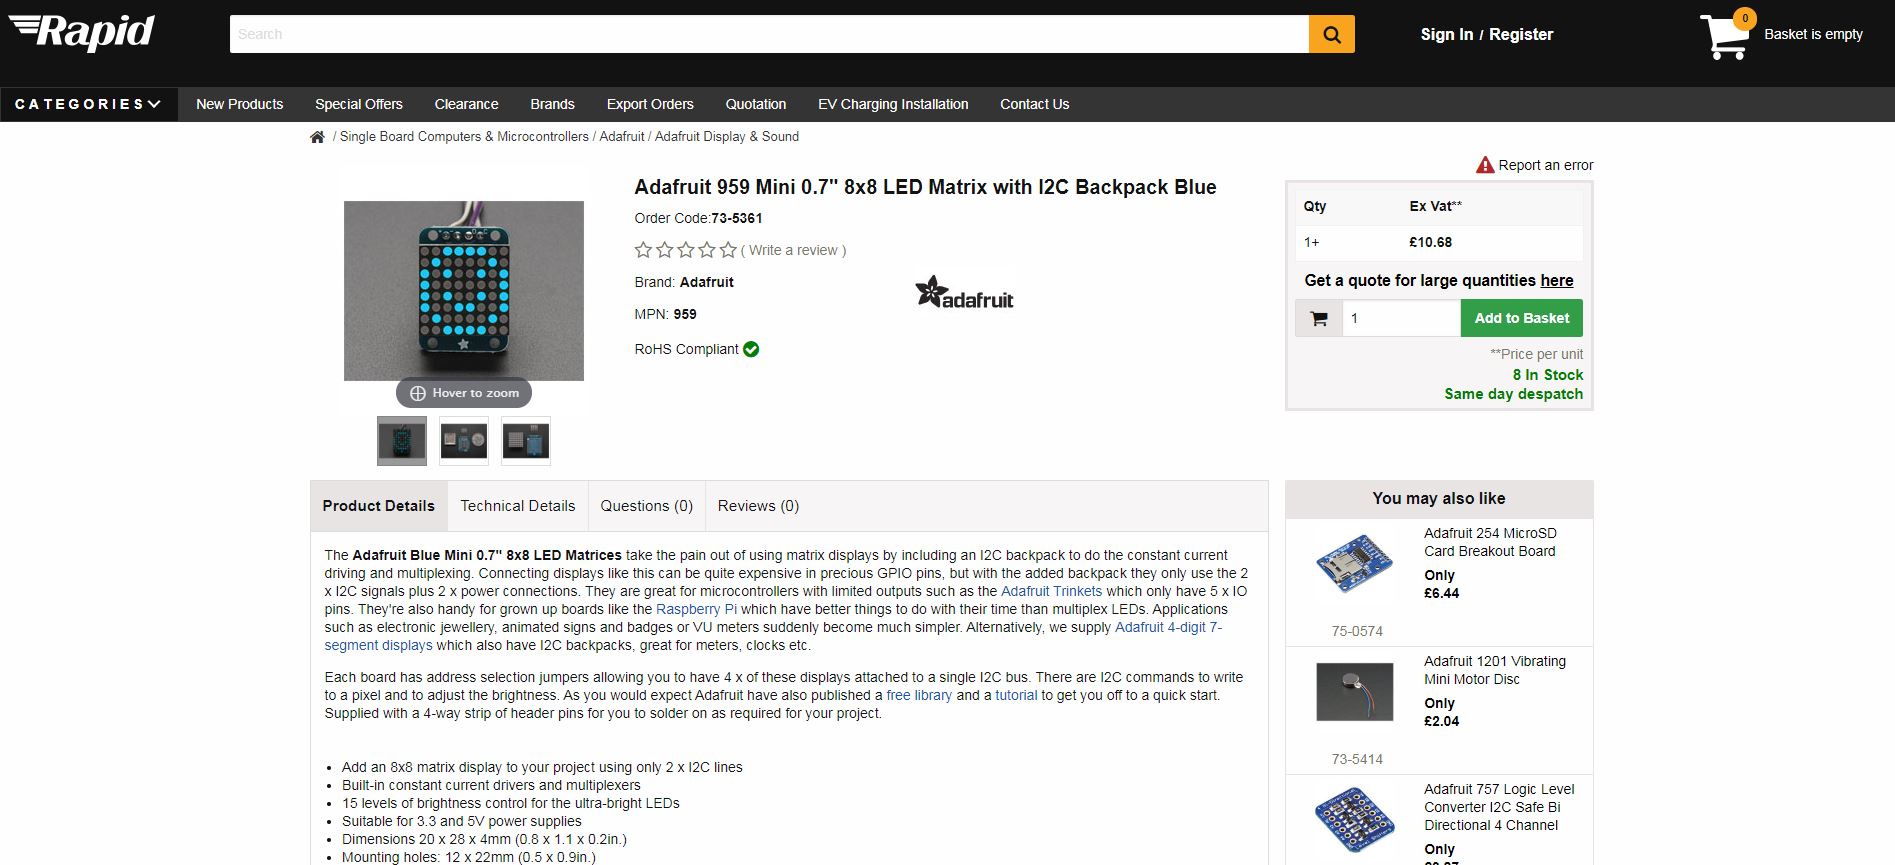 Rapid
Search
Sign In / Register
0
Basket is empty
CATEGORIES
New Products
Special Offers
Clearance
Brands
Export Orders
Quotation
EV Charging Installation
Contact Us
/ Single Board Computers & Microcontrollers / Adafruit / Adafruit Display & Sound
Report an error
Adafruit 959 Mini 0.7" 8x8 LED Matrix with I2C Backpack Blue
Order Code:73-5361
( Write a review )
Brand: Adafruit
adafruit
MPN: 959
RoHS Compliant
Hover to zoom
Qty Ex Vat**
1+ £10.68
Get a quote for large quantities here
1
Add to Basket
**Price per unit
8 In Stock
Same day despatch
Product Details
Technical Details
Questions (0)
Reviews (0)
The Adafruit Blue Mini 0.7" 8x8 LED Matrices take the pain out of using matrix displays by including an I2C backpack to do the constant current
driving and multiplexing. Connecting displays like this can be quite expensive in precious GPIO pins, but with the added backpack they only use the 2
x I2C signals plus 2 x power connections. They are great for microcontrollers with limited outputs such as the Adafruit Trinkets which only have 5 x IO
pins. They're also handy for grown up boards like the Raspberry Pi which have better things to do with their time than multiplex LEDs. Applications
such as electronic jewellery, animated signs and badges or VU meters suddenly become much simpler. Alternatively, we supply Adafruit 4-digit 7-
segment displays which also have I2C backpacks, great for meters, clocks etc.
Each board has address selection jumpers allowing you to have 4 x of these displays attached to a single I2C bus. There are I2C commands to write
to a pixel and to adjust the brightness. As you would expect Adafruit have also published a free library and a tutorial to get you off to a quick start.
Supplied with a 4-way strip of header pins for you to solder on as required for your project.
Add an 8x8 matrix display to your project using only 2 x I2C lines
Built-in constant current drivers and multiplexers
15 levels of brightness control for the ultra-bright LEDs
Suitable for 3.3 and 5V power supplies
Dimensions 20 x 28 x 4mm (0.8 x 1.1 x 0.2in.)
Mounting holes: 12 x 22mm (0.5 x 0.9in.)
You may also like
Adafruit 254 MicroSD
Card Breakout Board
Only
£6.44
75-0574
Adafruit 1201 Vibrating
Mini Motor Disc
Only
£2.04
73-5414
Adafruit 757 Logic Level
Converter I2C Safe Bi
Directional 4 Channel
Only